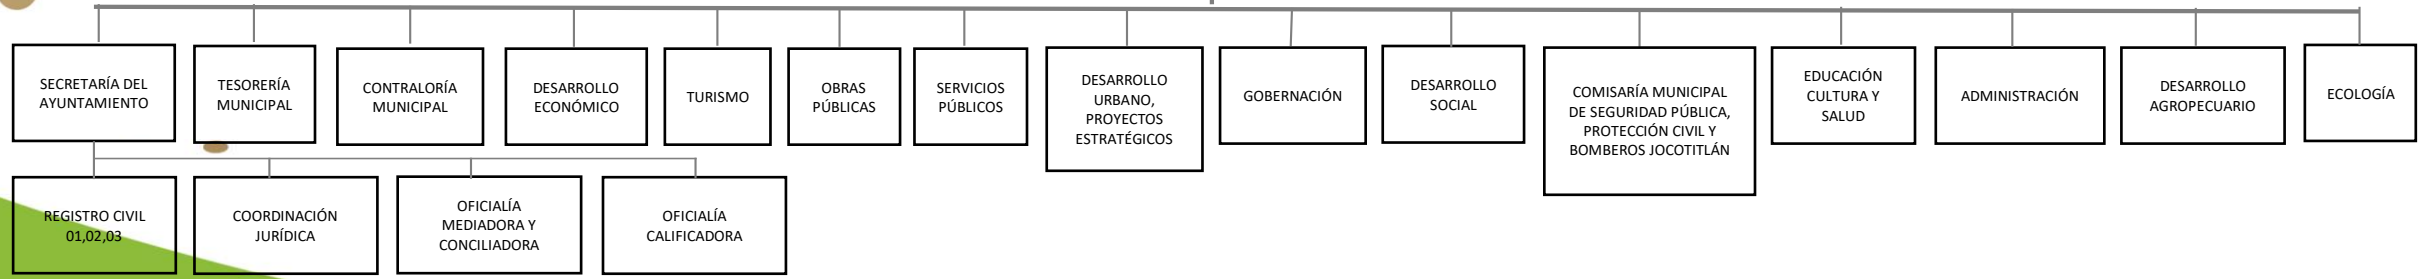 SECRETARÍA DEL
AYUNTAMIENTO
TESORERÍA
MUNICIPAL
CONTRALORÍA
MUNICIPAL
DESARROLLO
ECONÓMICO
TURISMO
OBRAS
PÚBLICAS
SERVICIOS
PÚBLICOS
DESARROLLO
URBANO,
PROYECTOS
ESTRATÉGICOS
GOBERNACIÓN
DESARROLLO
SOCIAL
COMISARÍA MUNICIPAL
DE SEGURIDAD PÚBLICA,
PROTECCIÓN CIVIL Y
BOMBEROS JOCOTITLÁN
EDUCACIÓN
CULTURA Y
SALUD
ADMINISTRACIÓN
DESARROLLO
AGROPECUARIO
ECOLOGÍA
REGISTRO CIVIL
01,02,03
COORDINACIÓN
JURÍDICA
OFICIALÍA
MEDIADORA Y
CONCILIADORA
OFICIALÍA
CALIFICADORA